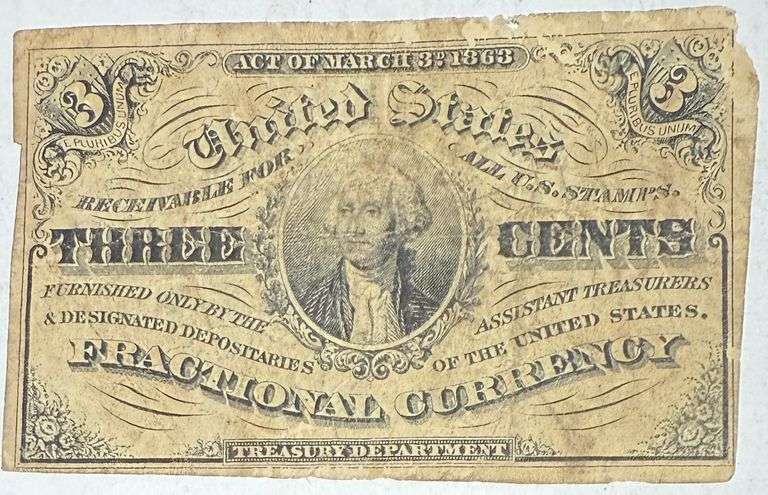 ACT OF MARCH 3D. 1863
3 3
E PLURIBUS UNUM E PLURIBUS UNUM
United States
RECEIVABLE FOR ALL U.S. STAMPS.
THREE CENTS
FURNISHED ONLY BY THE ASSISTANT TREASURERS
& DESIGNATED DEPOSITARIES OF THE UNITED STATES.
FRACTIONAL CURRENCY
TREASURY DEPARTMENT